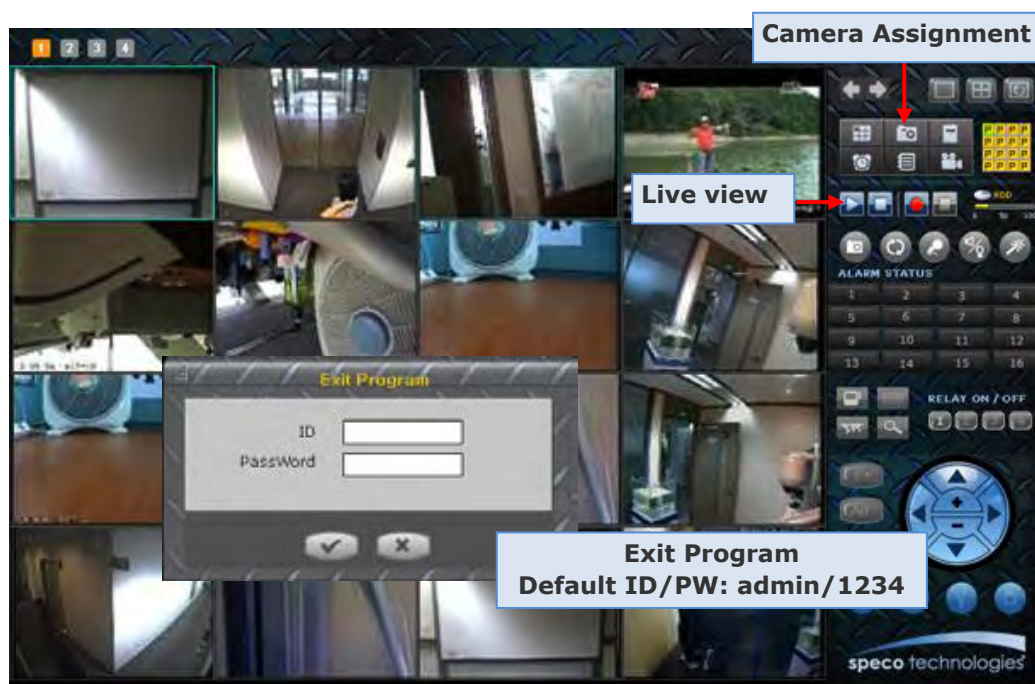 Camera Assignment
1 2 3 4
Live view
HDD
ALARM STATUS
1 2 3 4
5 6 7 8
9 10 11 12
13 14 15 16
RELAY ON / OFF
1
Exit Program
ID
PassWord
Exit Program
Default ID/PW: admin/1234
speco technologies